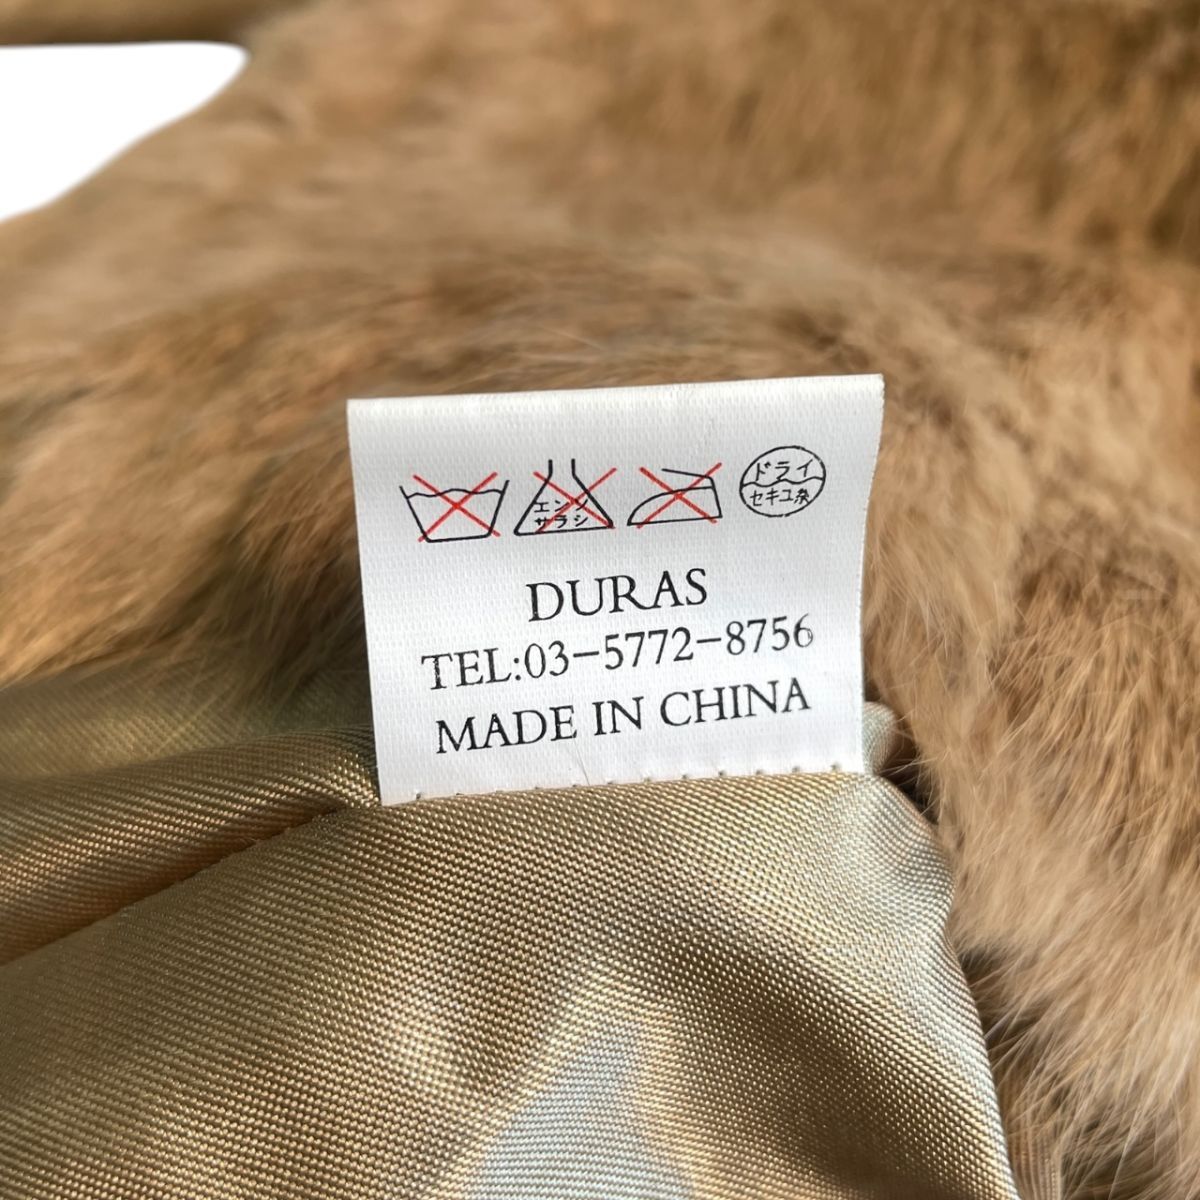 エンソ
サラシ
ドライ
セキユ系
DURAS
TEL:03-5772-8756
MADE IN CHINA